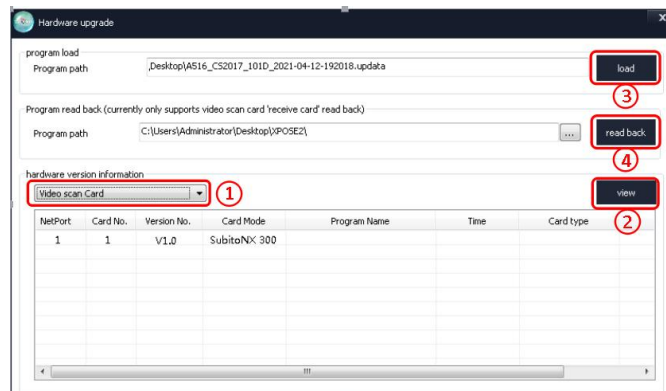 Hardware upgrade
x
program load
Program path ,Desktop\A516_CS2017_101D_2021-04-12-192018.updata load
③
Program read back (currently only supports video scan card 'receive card' read back)
Program path C:\Users\Administrator\Desktop\XPOSE2\ ... read back
④
hardware version information
Video scan Card ① view
②
NetPort Card No. Version No. Card Mode Program Name Time Card type
1 1 V1.0 SubitoNX 300